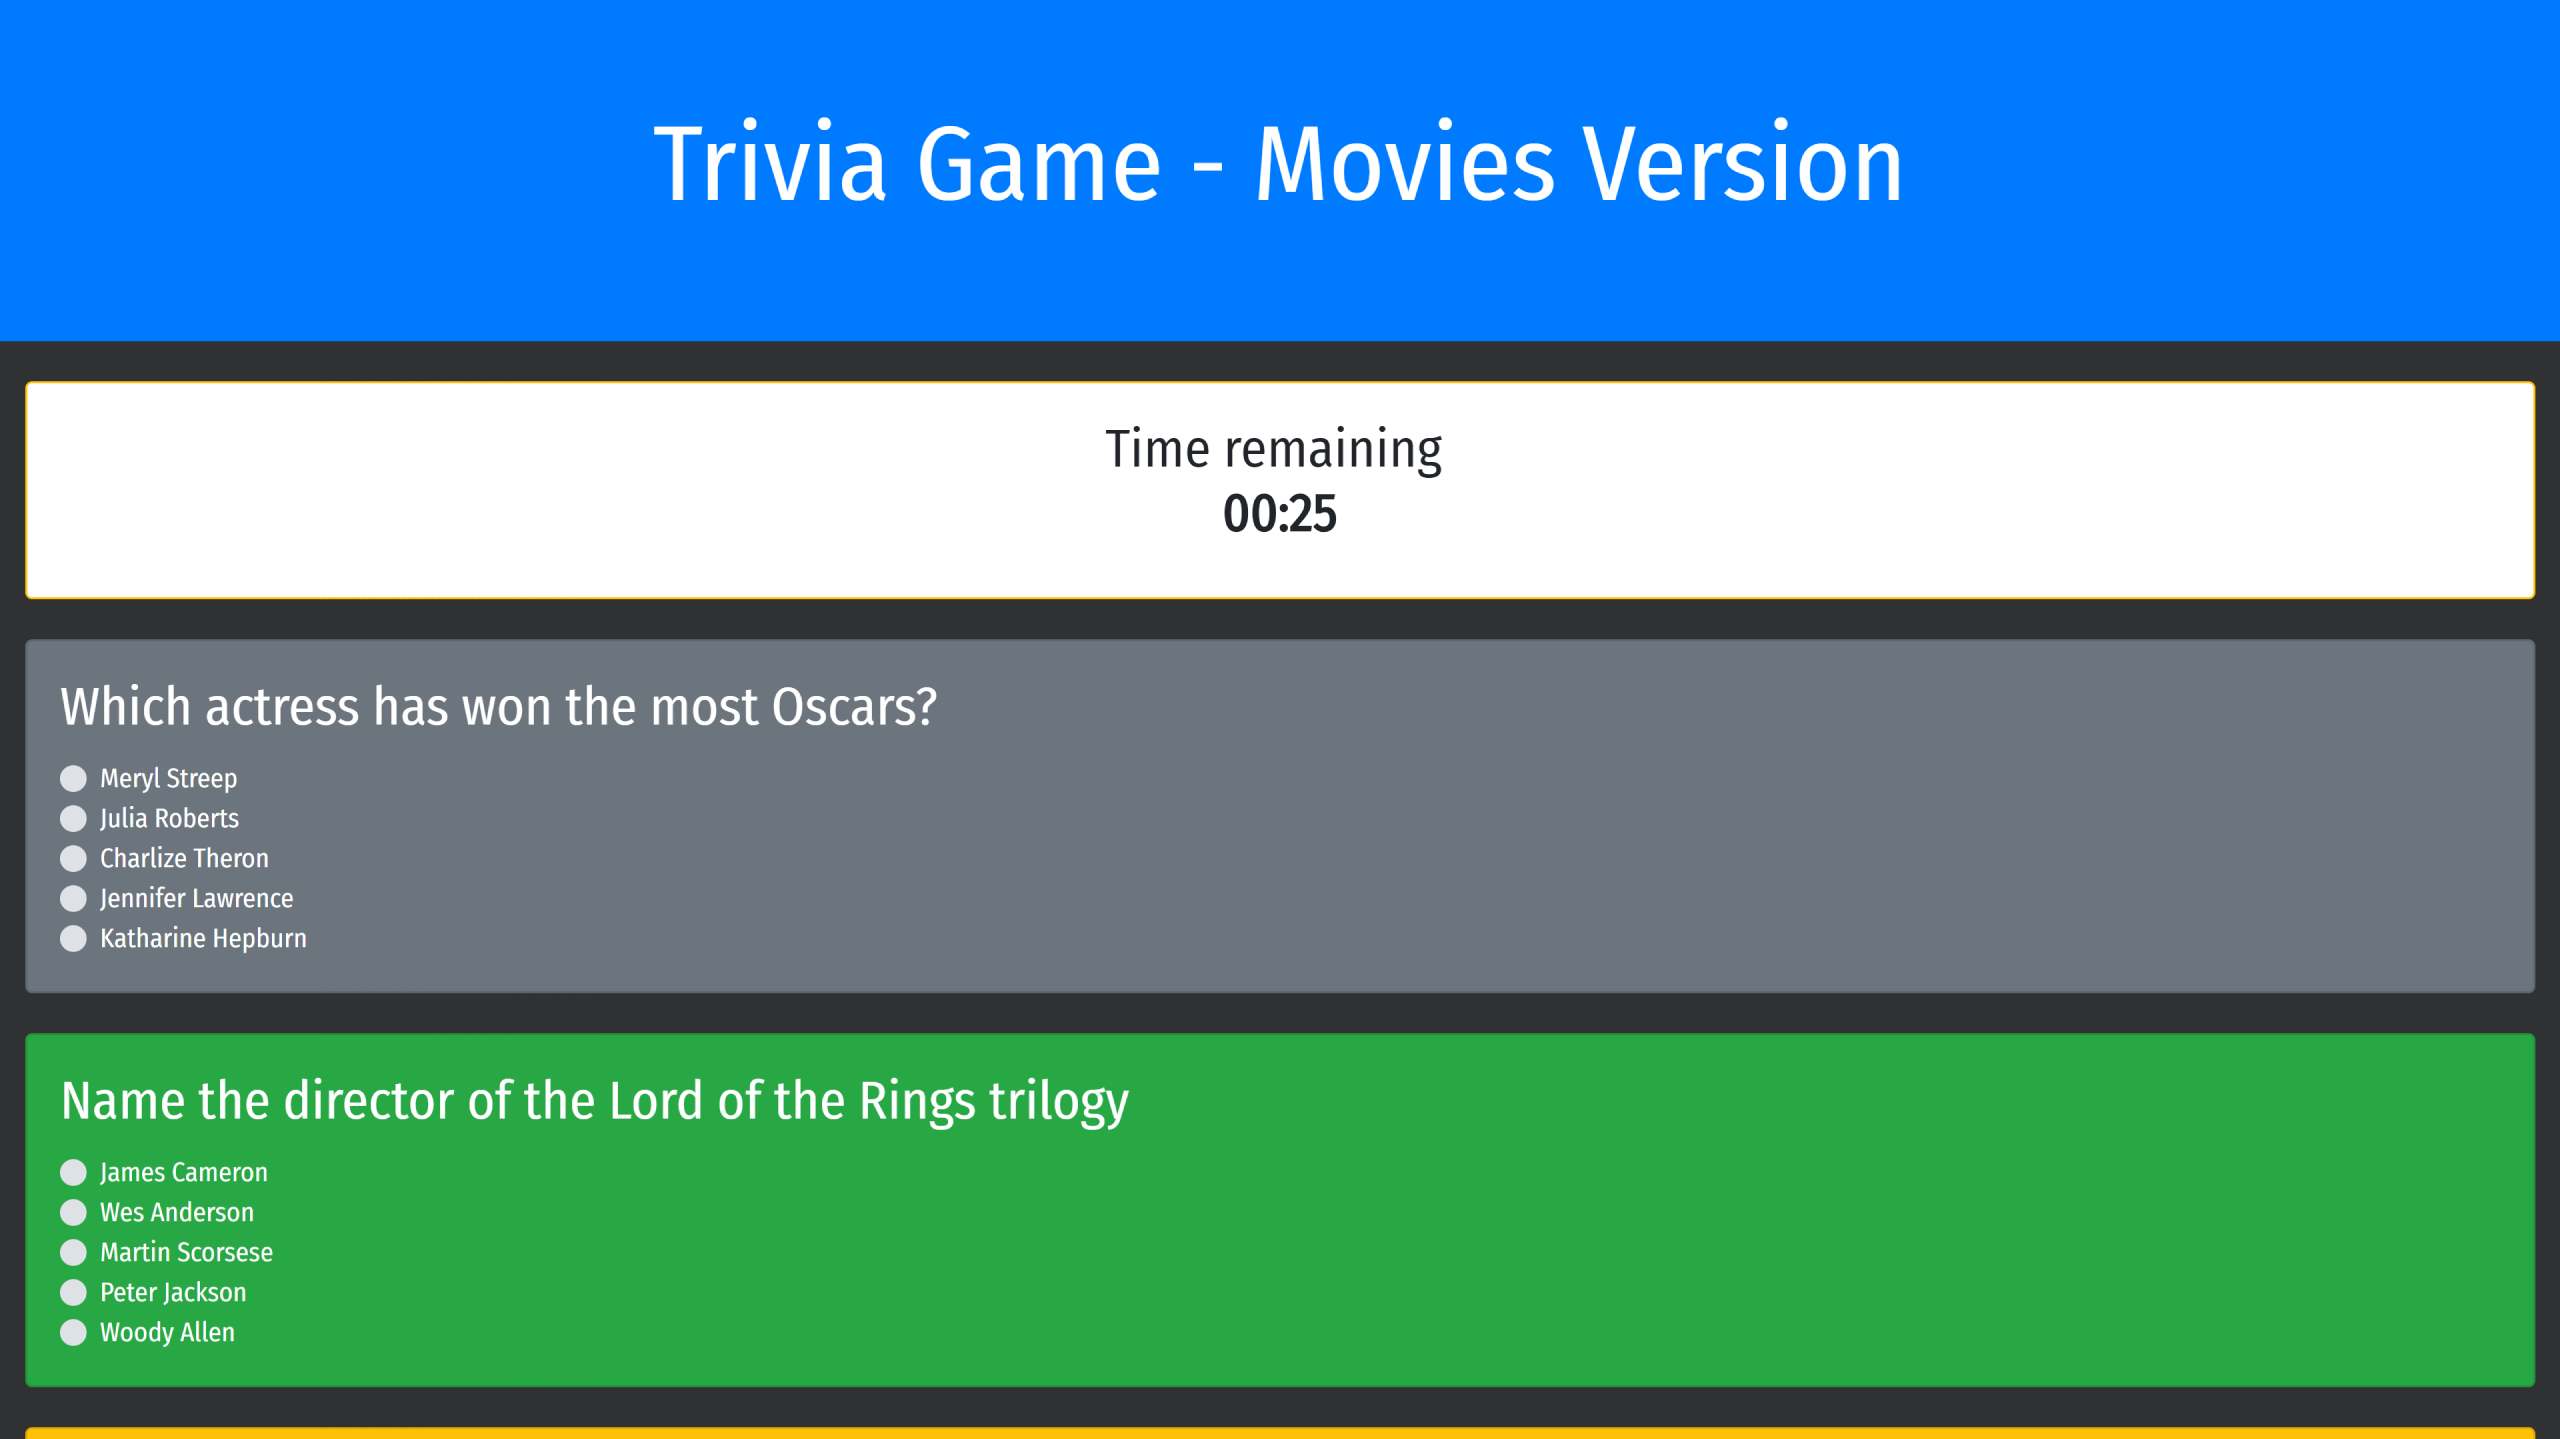 Trivia Game - Movies Version
Time remaining
00:25
Which actress has won the most Oscars?
Meryl Streep
Julia Roberts
Charlize Theron
Jennifer Lawrence
Katharine Hepburn
Name the director of the Lord of the Rings trilogy
James Cameron
Wes Anderson
Martin Scorsese
Peter Jackson
Woody Allen